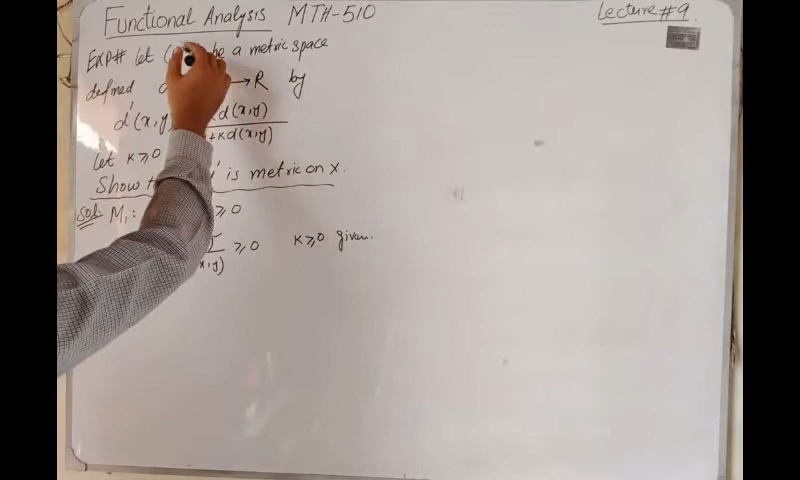 Functional Analysis MTH-510
Lecture #9
EXP# Let be a metric space
defined → R by
d'(x,y) Kd(x,y)
+Kd(x,y)
Let K≥0
Show is metric on X.
Sol: M₁: ≥0
x,y) ≥0 K≥0 given.